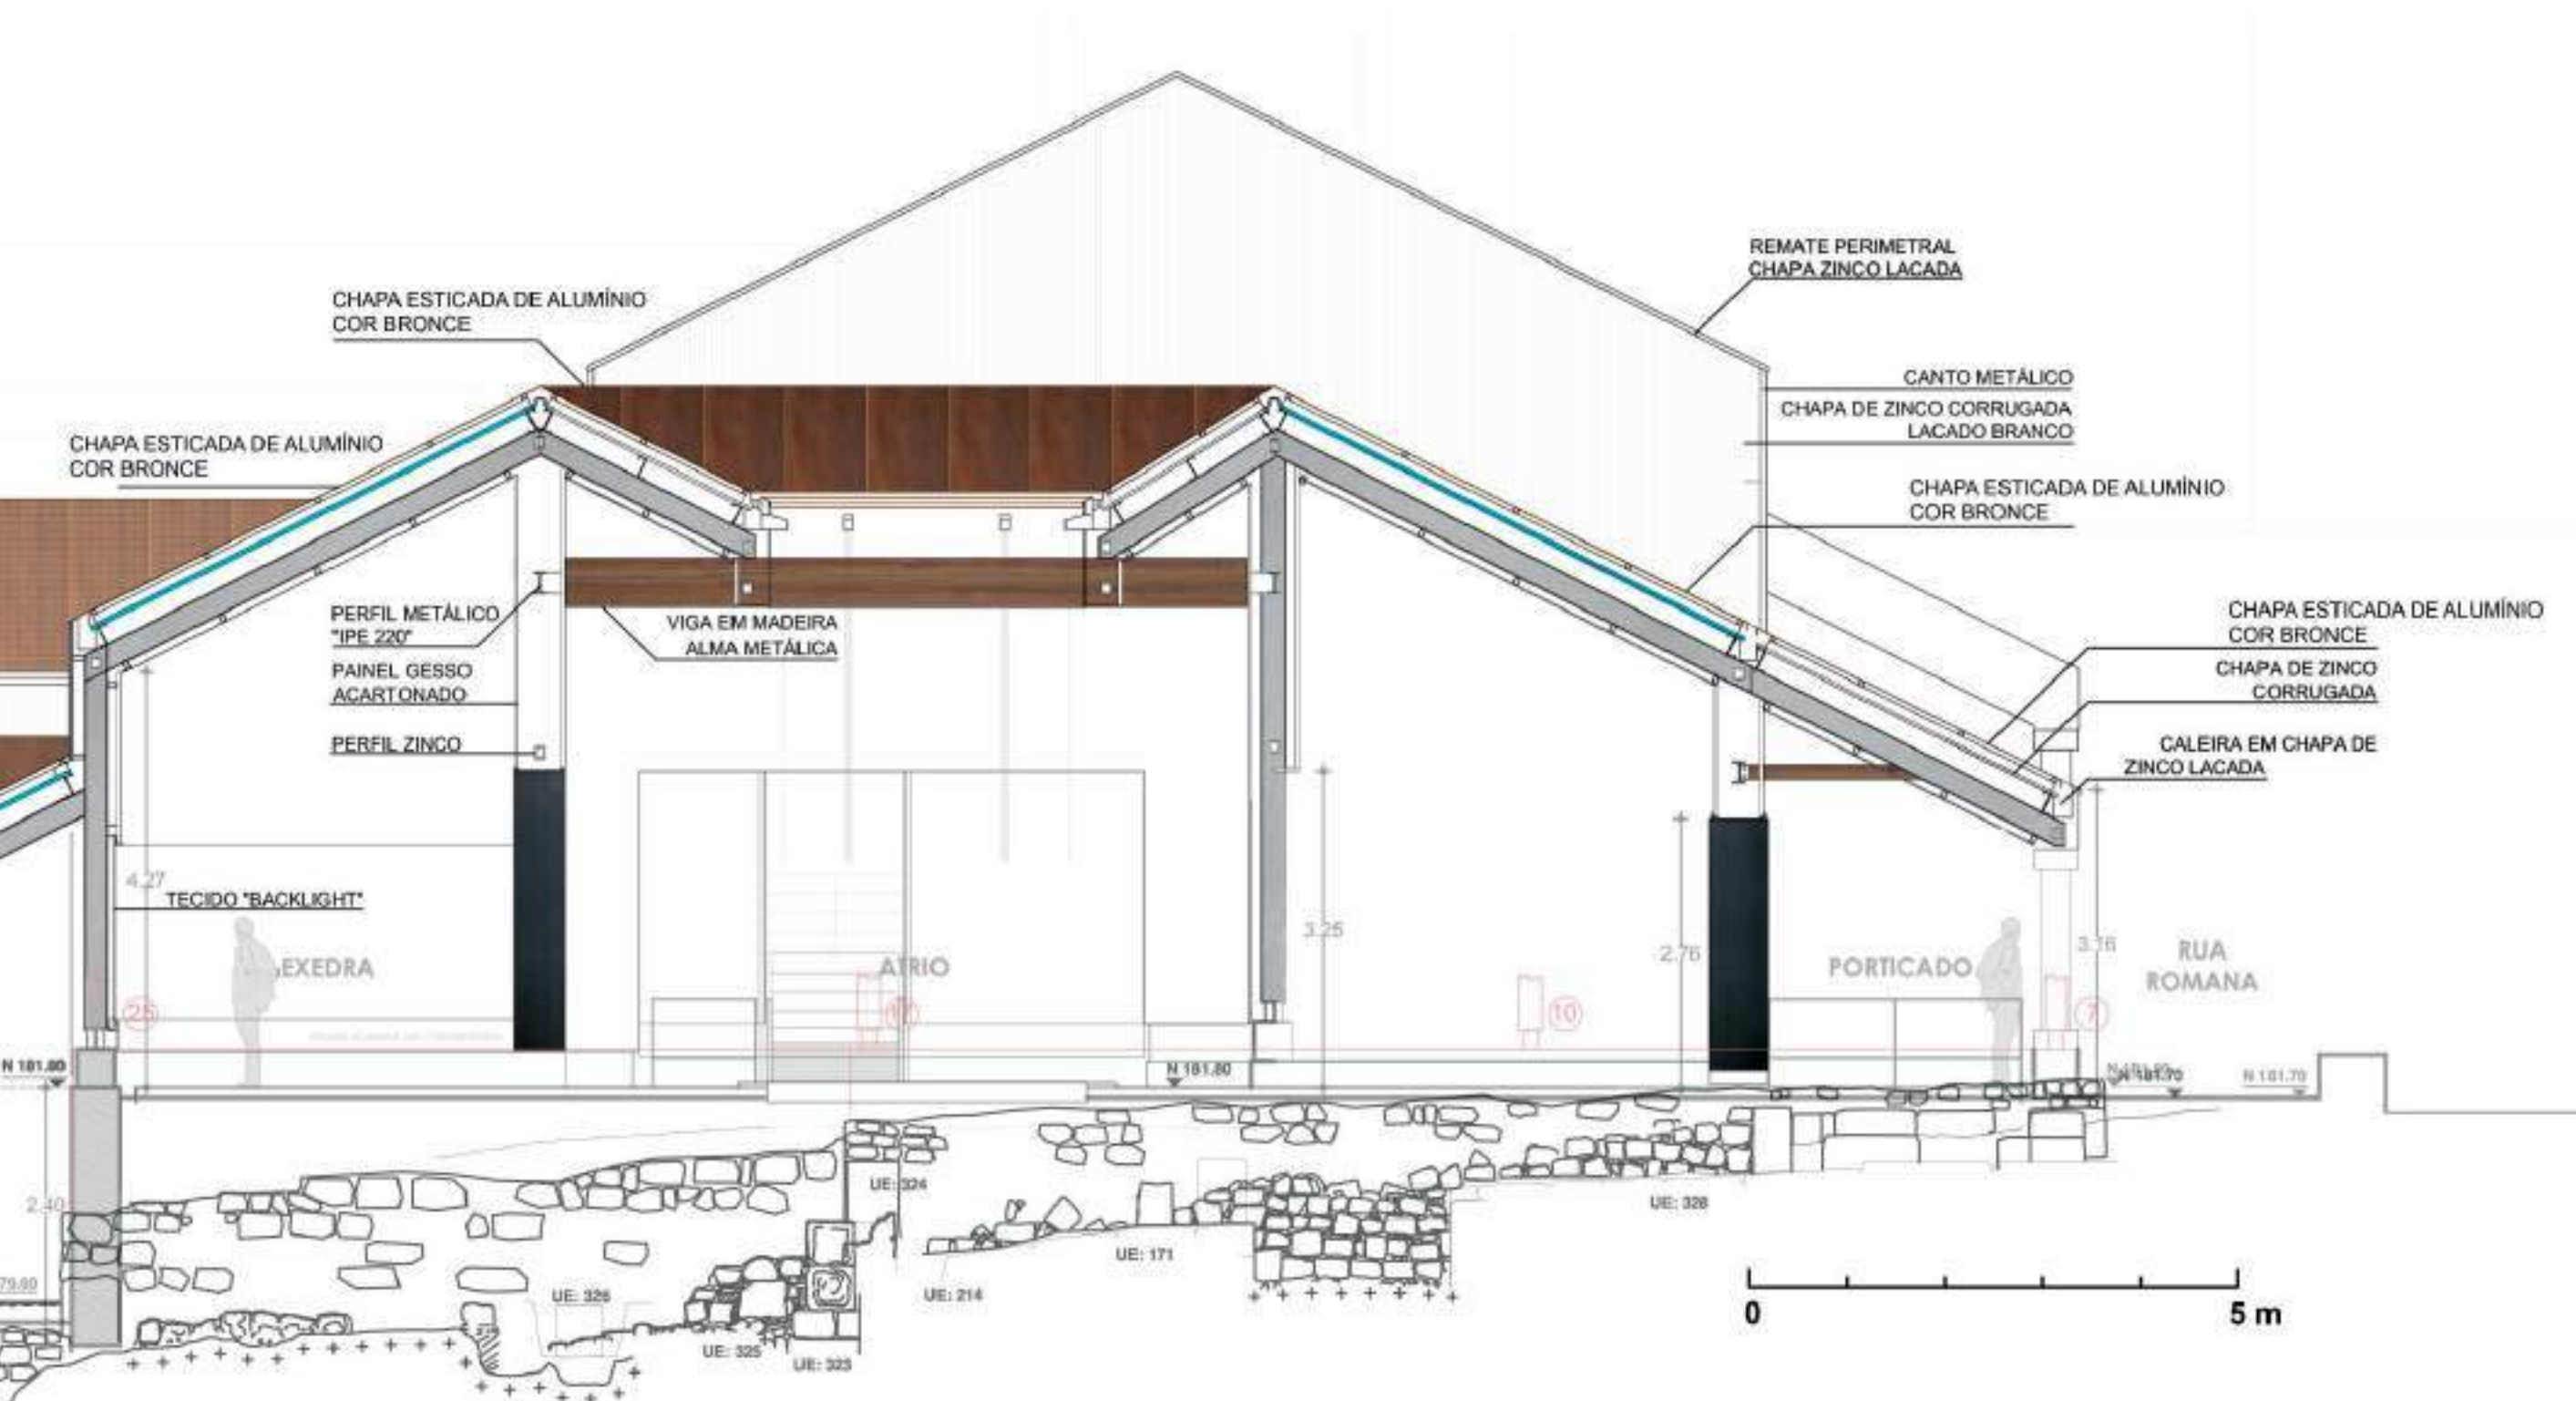 REMATE PERIMETRAL
CHAPA ZINCO LACADA
CHAPA ESTICADA DE ALUMÍNIO
COR BRONCE
CANTO METÁLICO
CHAPA DE ZINCO CORRUGADA
LACADO BRANCO
CHAPA ESTICADA DE ALUMÍNIO
COR BRONCE
CHAPA ESTICADA DE ALUMÍNIO
COR BRONCE
CHAPA ESTICADA DE ALUMÍNIO
COR BRONCE
PERFIL METÁLICO
"IPE 220"
VIGA EM MADEIRA
ALMA METÁLICA
PAINEL GESSO
ACARTONADO
CHAPA DE ZINCO
CORRUGADA
PERFIL ZINCO
CALEIRA EM CHAPA DE
ZINCO LACADA
4.27
TECIDO "BACKLIGHT"
3.25
2.76
3.16
EXEDRA
ATRIO
PORTICADO
RUA
ROMANA
25
10
7
N 181.80
N 181.80
N 181.70
N 181.70
2.40
UE: 324
UE: 328
UE: 171
UE: 214
UE: 326
UE: 325
UE: 323
0
5 m